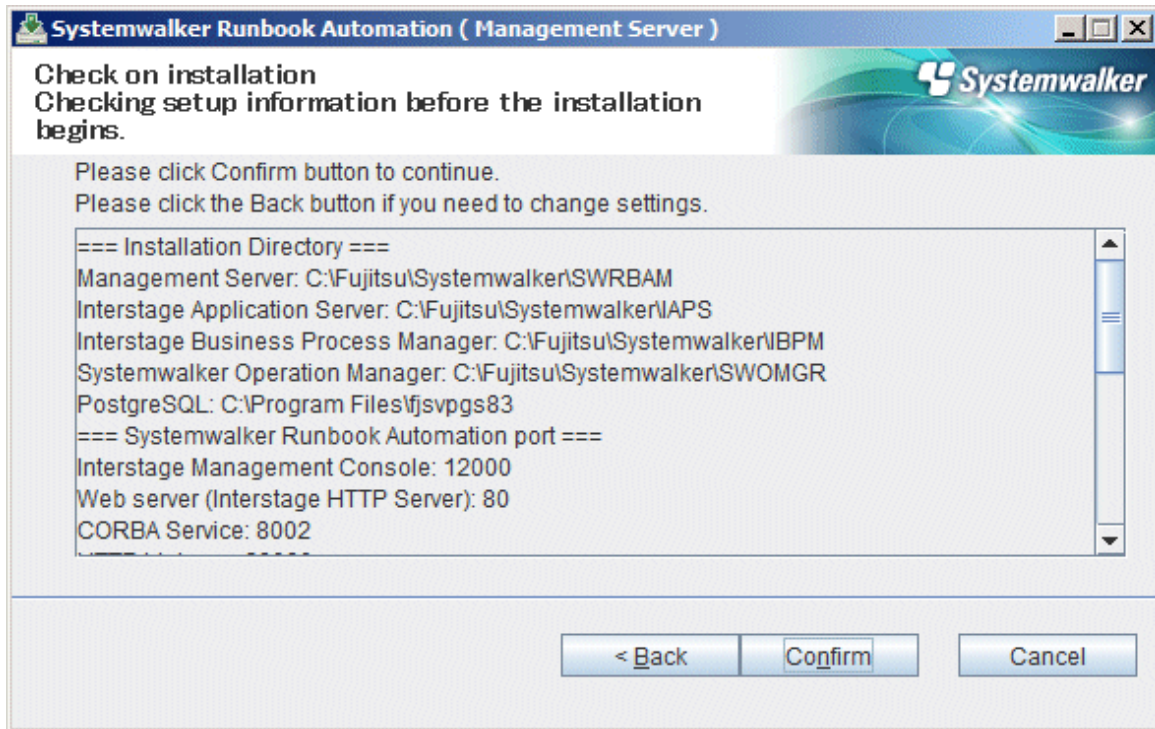 Systemwalker Runbook Automation ( Management Server )
Check on installation
Checking setup information before the installation
begins.
Systemwalker
Please click Confirm button to continue.
Please click the Back button if you need to change settings.
=== Installation Directory ===
Management Server: C:\Fujitsu\Systemwalker\SWRBAM
Interstage Application Server: C:\Fujitsu\Systemwalker\IAPS
Interstage Business Process Manager: C:\Fujitsu\Systemwalker\IBPM
Systemwalker Operation Manager: C:\Fujitsu\Systemwalker\SWOMGR
PostgreSQL: C:\Program Files\fjsvpgs83
=== Systemwalker Runbook Automation port ===
Interstage Management Console: 12000
Web server (Interstage HTTP Server): 80
CORBA Service: 8002
< Back
Confirm
Cancel